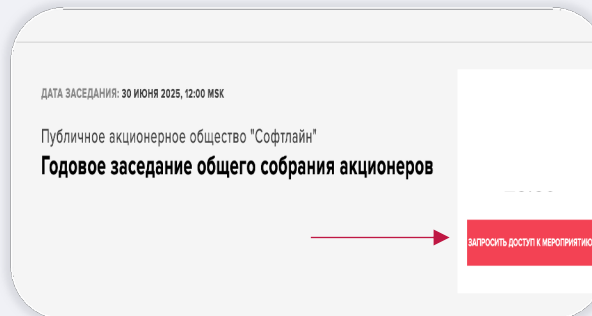 ДАТА ЗАСЕДАНИЯ: 30 ИЮНЯ 2025, 12:00 MSK
Публичное акционерное общество "Софтлайн"
Годовое заседание общего собрания акционеров
ЗАПРОСИТЬ ДОСТУП К МЕРОПРИЯТИЮ